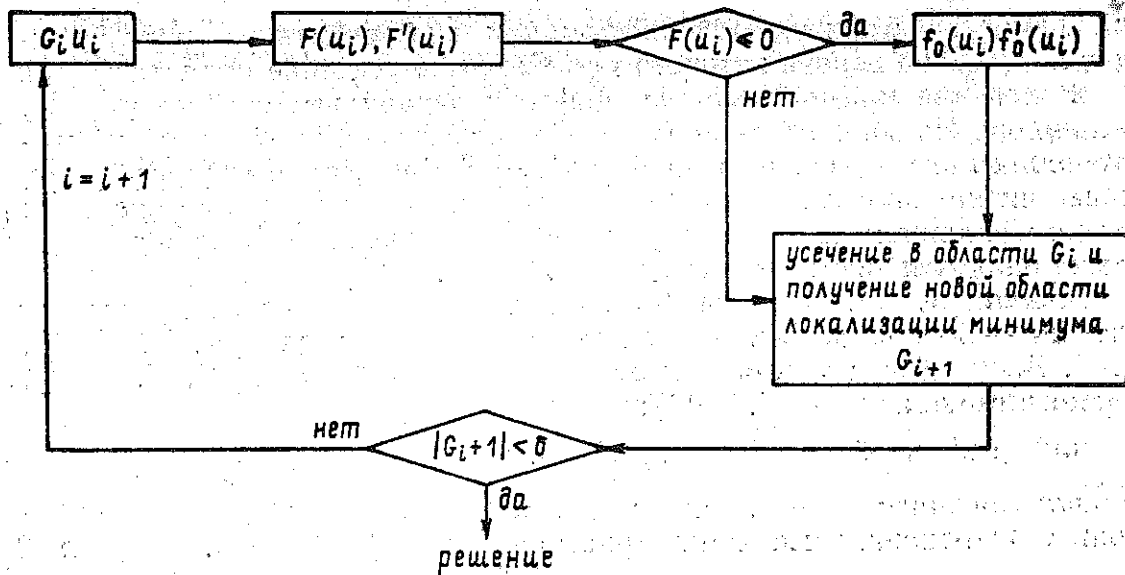 G_i u_i
F(u_i), F'(u_i)
F(u_i) ≤ 0
да
f_0(u_i) f_0'(u_i)
нет
i = i + 1
усечение в области G_i и
получение новой области
локализации минимума
G_{i+1}
нет
|G_i+1| < δ
да
решение